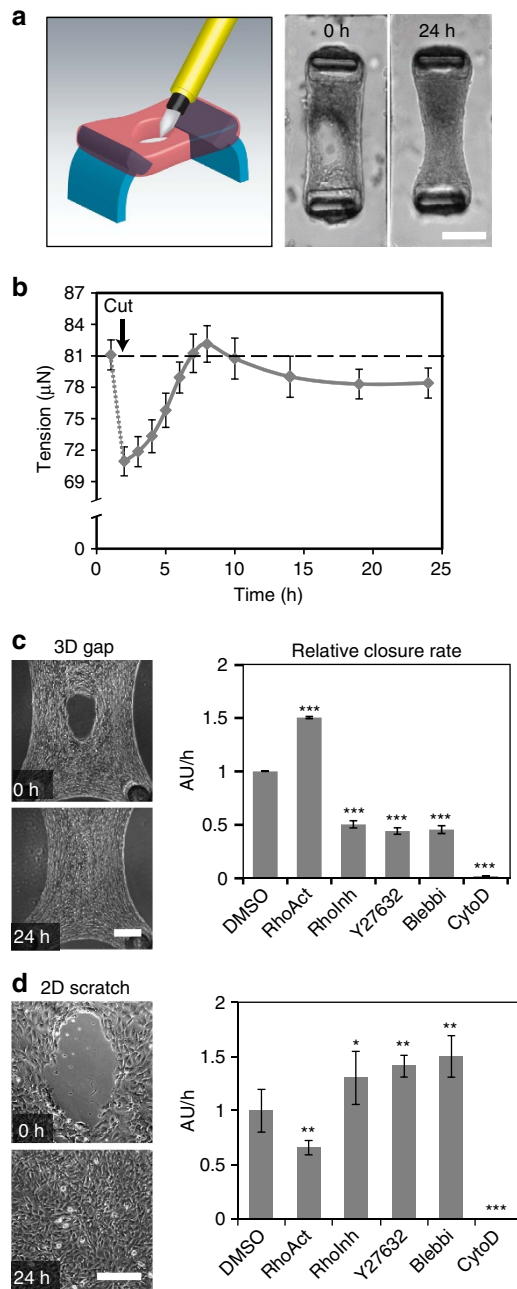 a
0 h
24 h
b
87
84
81
78
75
72
69
0
Cut
Tension (μN)
0
5
10
15
20
25
Time (h)
c
3D gap
0 h
24 h
Relative closure rate
AU/h
2
1.5
1
0.5
0
***
***
***
***
***
DMSO
RhoAct
RhoInh
Y27632
Blebbi
CytoD
d
2D scratch
0 h
24 h
AU/h
2
1.5
1
0.5
0
**
*
**
**
***
DMSO
RhoAct
RhoInh
Y27632
Blebbi
CytoD